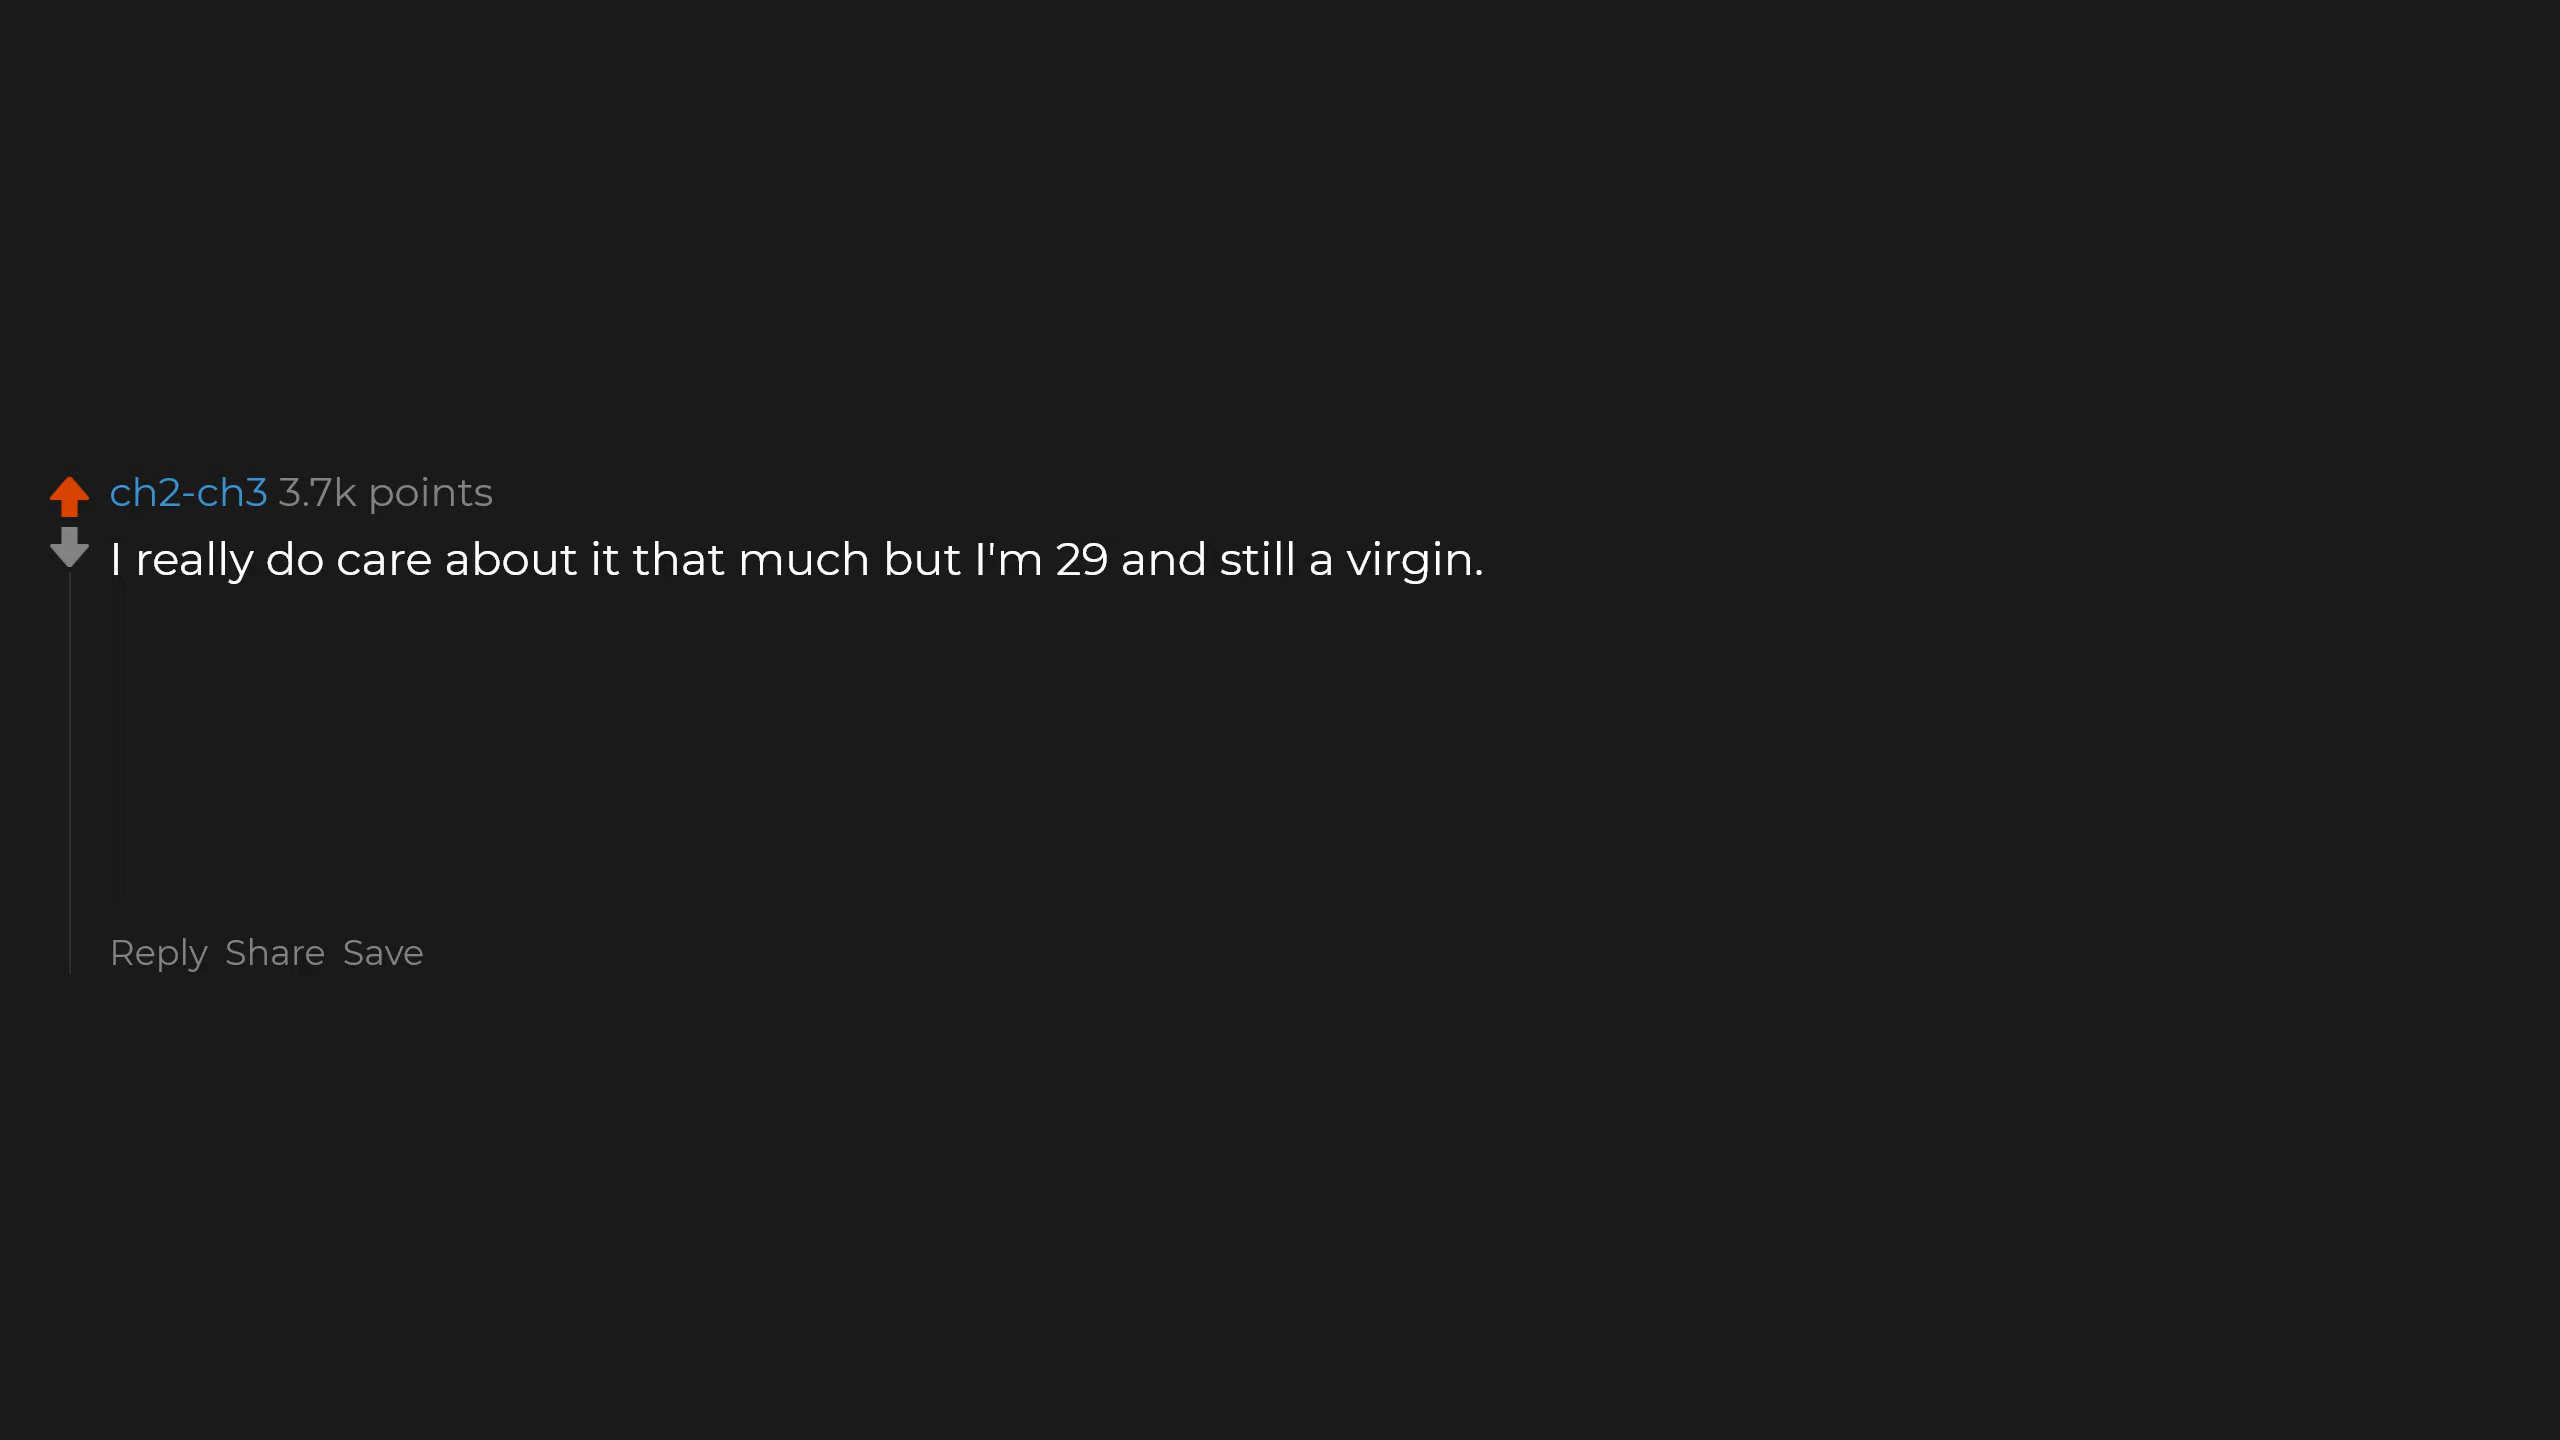 ch2-ch3 3.7k points
I really do care about it that much but I'm 29 and still a virgin.
Reply Share Save